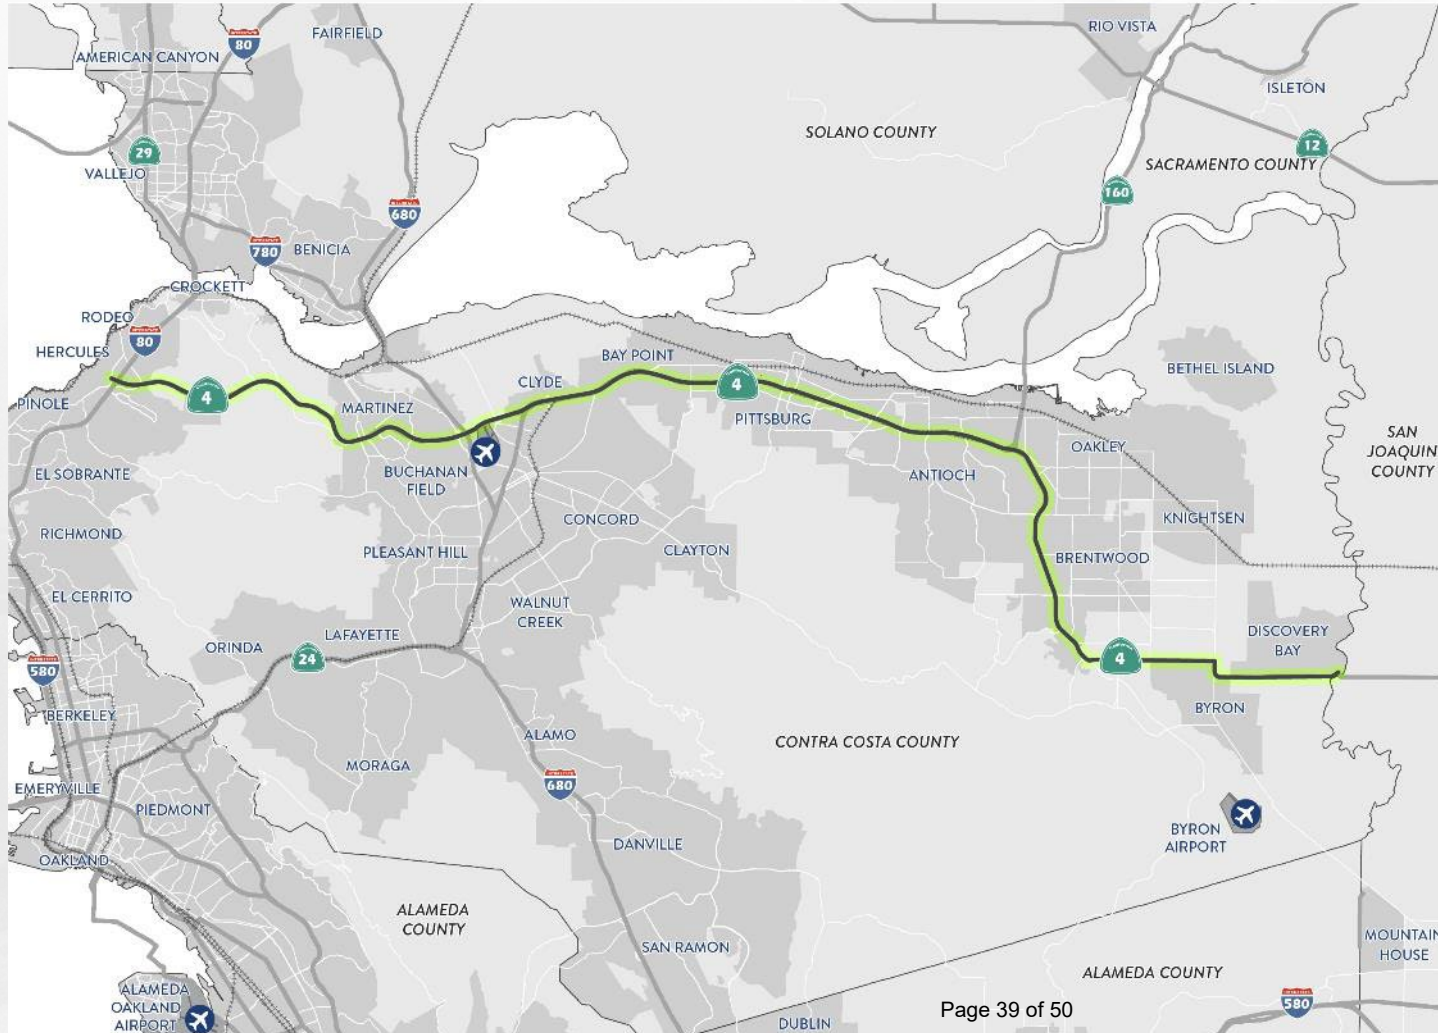 RIO VISTA
FAIRFIELD
80
AMERICAN CANYON
ISLETON
SOLANO COUNTY
12
29
SACRAMENTO COUNTY
VALLEJO
160
680
780
BENICIA
CROCKETT
RODEO
80
HERCULES
BAY POINT
BETHEL ISLAND
CLYDE
4
4
PINOLE
MARTINEZ
PITTSBURG
SAN
JOAQUIN
COUNTY
OAKLEY
EL SOBRANTE
BUCHANAN
FIELD
ANTIOCH
CONCORD
KNIGHTSEN
RICHMOND
PLEASANT HILL
CLAYTON
BRENTWOOD
EL CERRITO
WALNUT
CREEK
LAFAYETTE
ORINDA
24
DISCOVERY
BAY
4
580
BERKELEY
BYRON
ALAMO
CONTRA COSTA COUNTY
MORAGA
680
EMERYVILLE
PIEDMONT
BYRON
AIRPORT
DANVILLE
OAKLAND
ALAMEDA
COUNTY
SAN RAMON
MOUNTAIN
HOUSE
ALAMEDA COUNTY
ALAMEDA
OAKLAND
AIRPORT
580
Page 39 of 50
DUBLIN